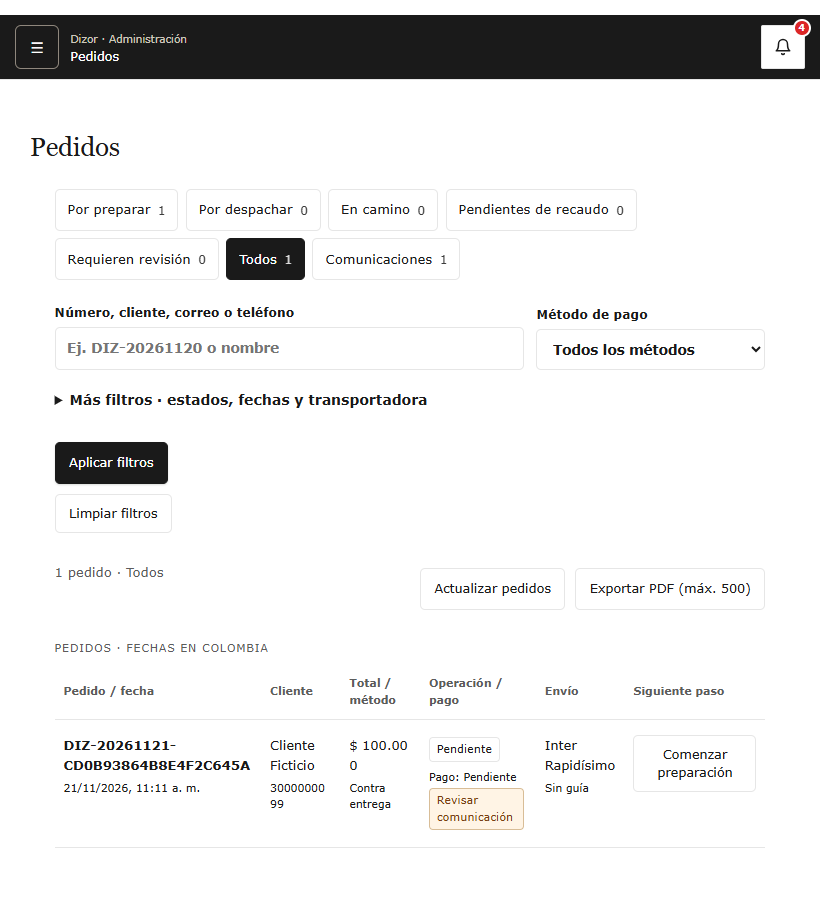 ☰
Dizor · Administración
Pedidos
4
Pedidos
Por preparar 1
Por despachar 0
En camino 0
Pendientes de recaudo 0
Requieren revisión 0
Todos 1
Comunicaciones 1
Número, cliente, correo o teléfono
Ej. DIZ-20261120 o nombre
Método de pago
Todos los métodos
▶ Más filtros · estados, fechas y transportadora
Aplicar filtros
Limpiar filtros
1 pedido · Todos
Actualizar pedidos
Exportar PDF (máx. 500)
PEDIDOS · FECHAS EN COLOMBIA
Pedido / fecha
Cliente
Total /
método
Operación /
pago
Envío
Siguiente paso
DIZ-20261121-
CD0B93864B8E4F2C645A
21/11/2026, 11:11 a. m.
Cliente
Ficticio
30000000
99
$ 100.00
0
Contra
entrega
Pendiente
Pago: Pendiente
Revisar
comunicación
Inter
Rapidísimo
Sin guía
Comenzar
preparación